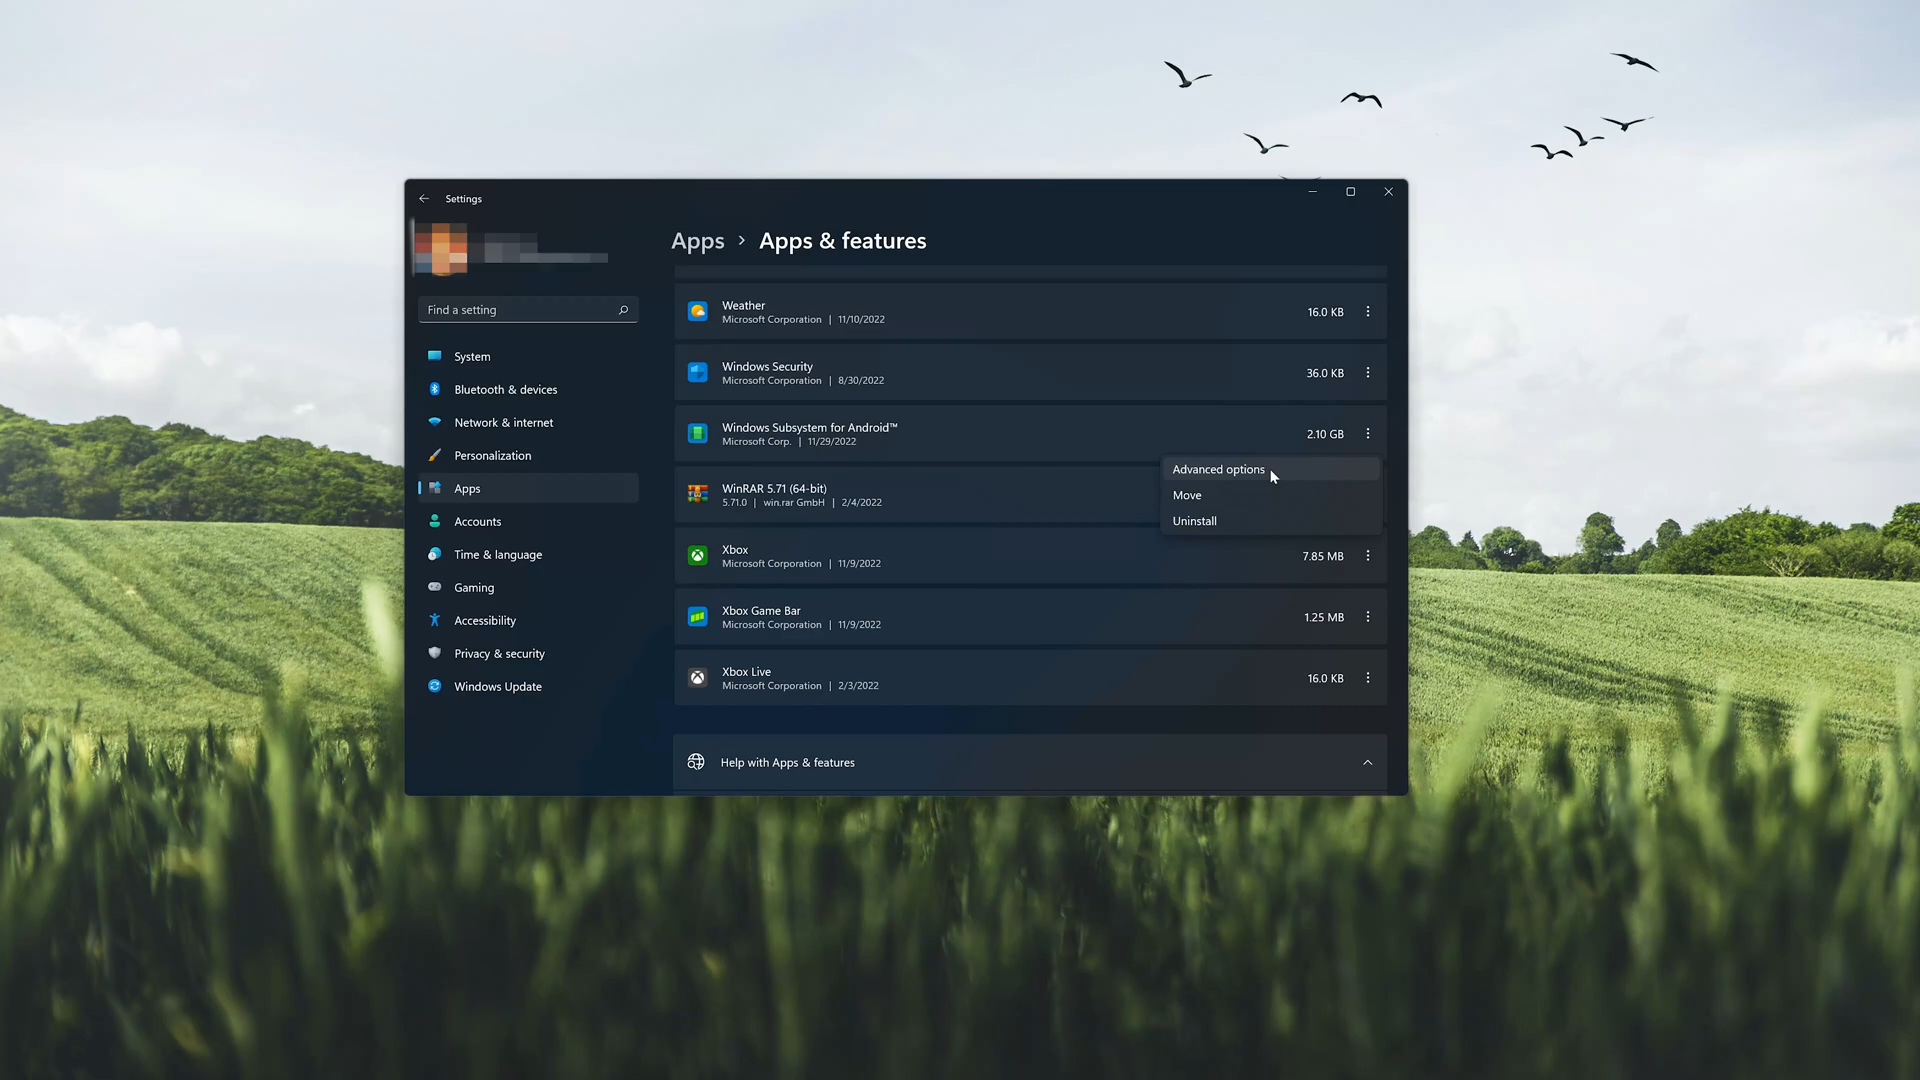 Settings
Find a setting
System
Bluetooth & devices
Network & internet
Personalization
Apps
Accounts
Time & language
Gaming
Accessibility
Privacy & security
Windows Update
Apps > Apps & features
Weather
Microsoft Corporation | 11/10/2022
16.0 KB
Windows Security
Microsoft Corporation | 8/30/2022
36.0 KB
Windows Subsystem for Android™
Microsoft Corp. | 11/29/2022
2.10 GB
Advanced options
Move
Uninstall
WinRAR 5.71 (64-bit)
5.71.0 | win.rar GmbH | 2/4/2022
Xbox
Microsoft Corporation | 11/9/2022
7.85 MB
Xbox Game Bar
Microsoft Corporation | 11/9/2022
1.25 MB
Xbox Live
Microsoft Corporation | 2/3/2022
16.0 KB
Help with Apps & features